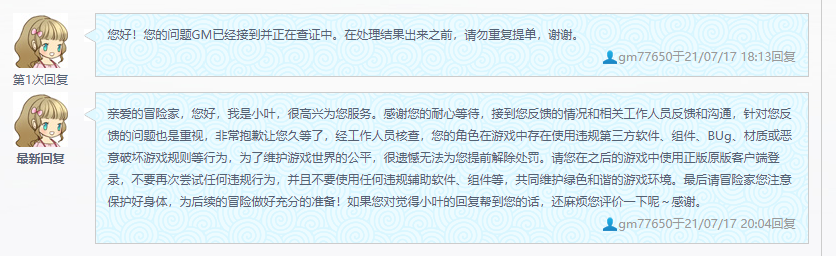 您好！您的问题GM已经接到并正在查证中。在处理结果出来之前，请勿重复提单，谢谢。
gm77650于21/07/17 18:13回复
第1次回复
亲爱的冒险家，您好，我是小叶，很高兴为您服务。感谢您的耐心等待，接到您反馈的情况和相关工作人员反馈和沟通，针对您反
馈的问题也是重视，非常抱歉让您久等了，经工作人员核查，您的角色在游戏中存在使用违规第三方软件、组件、BUg、材质或恶
意破坏游戏规则等行为，为了维护游戏世界的公平，很遗憾无法为您提前解除处罚。请您在之后的游戏中使用正版原版客户端登
录，不要再次尝试任何违规行为，并且不要使用任何违规辅助软件、组件等，共同维护绿色和谐的游戏环境。最后请冒险家您注意
保护好身体，为后续的冒险做好充分的准备！如果您对觉得小叶的回复帮到您的话，还麻烦您评价一下呢～感谢。
最新回复
gm77650于21/07/17 20:04回复